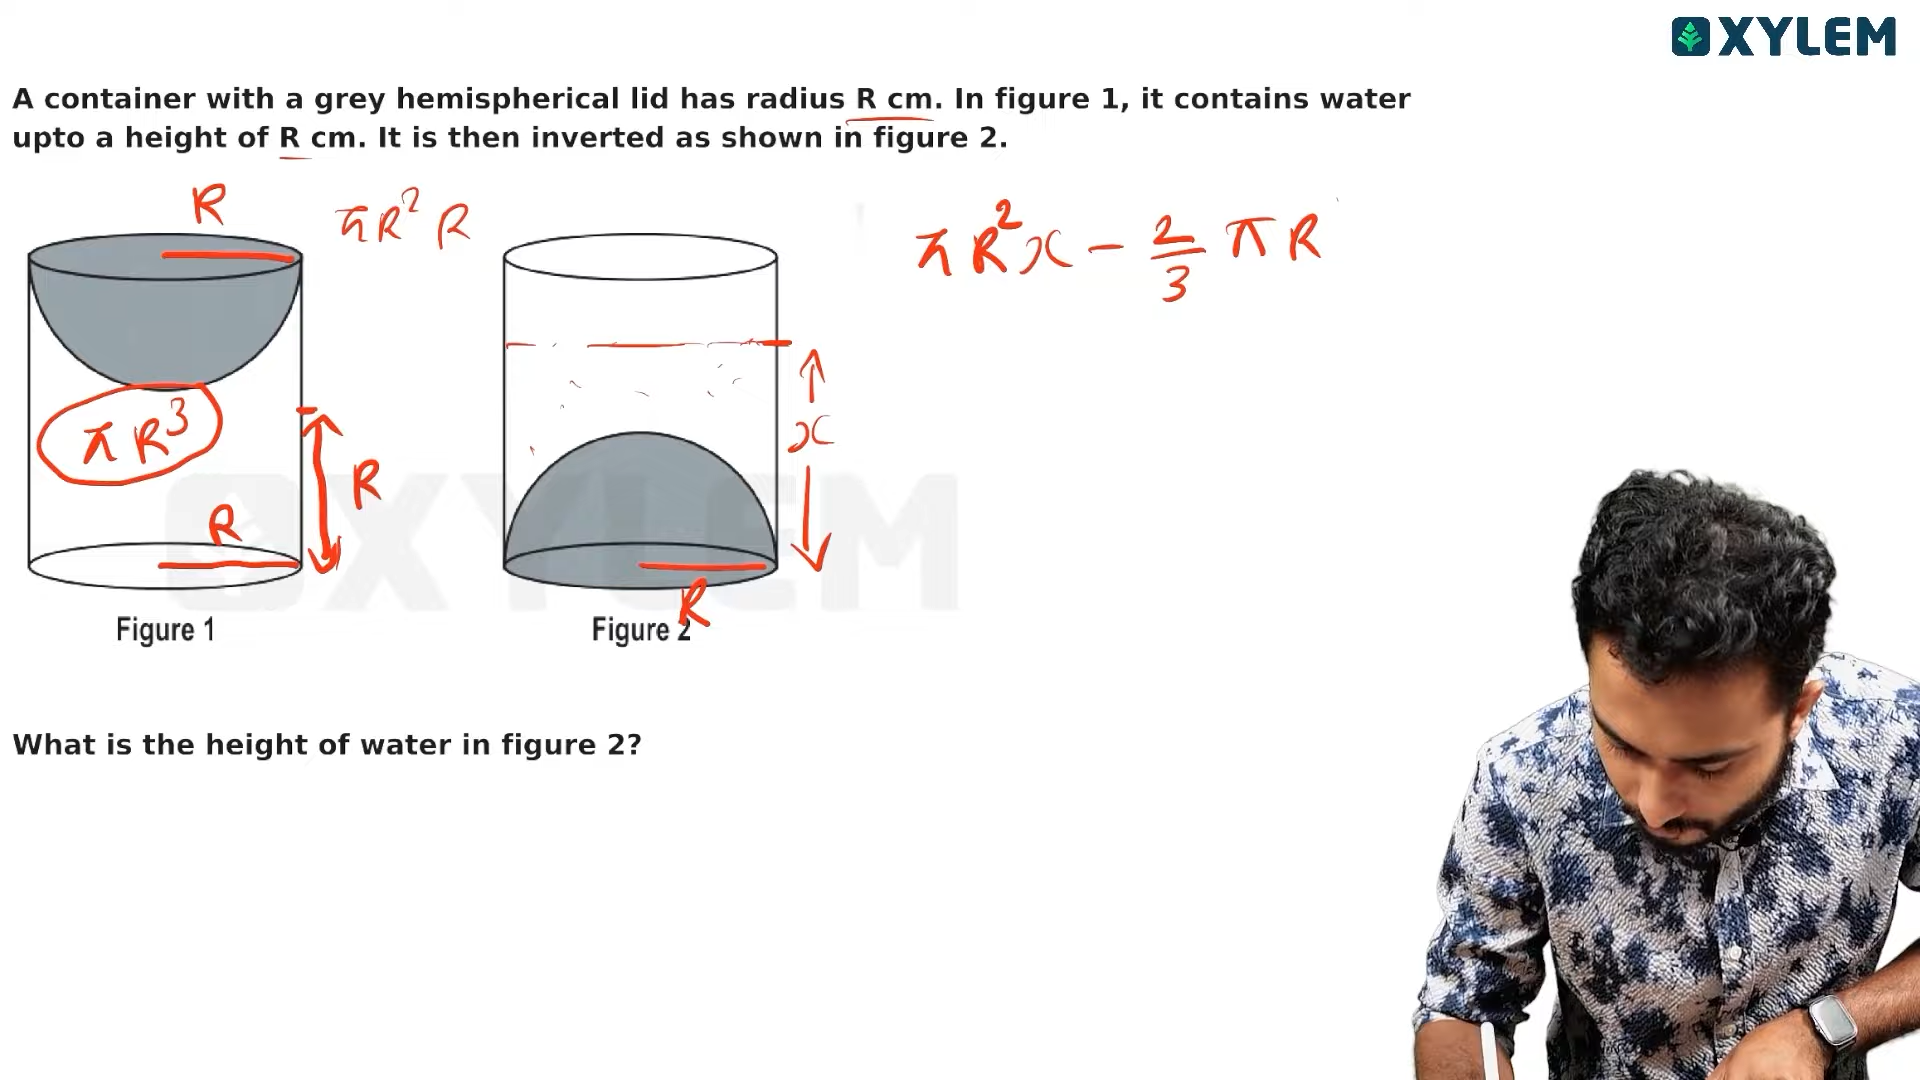 XYLEM
A container with a grey hemispherical lid has radius R cm. In figure 1, it contains water
upto a height of R cm. It is then inverted as shown in figure 2.
R
πR² R
πR²x - 2/3 πR
πR³
R
R
x
R
XYLEM
Figure 1
Figure 2
What is the height of water in figure 2?